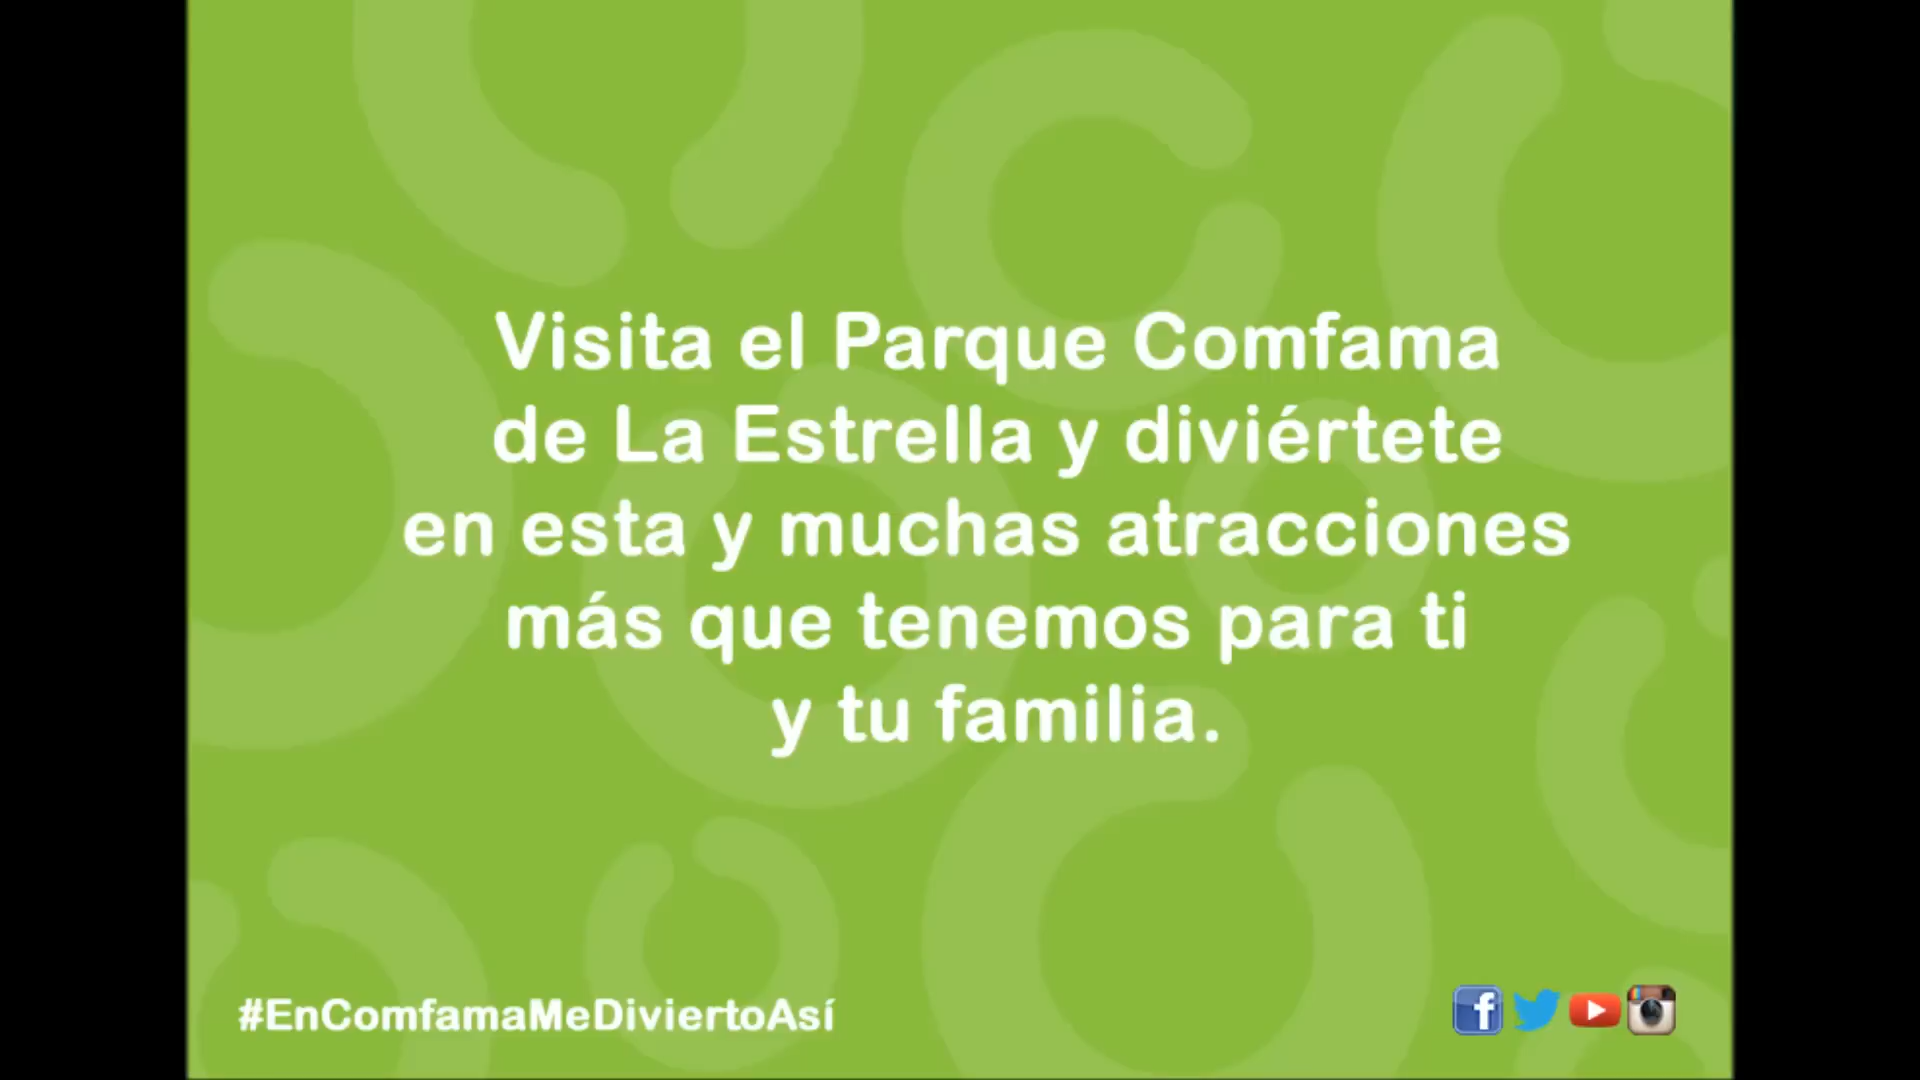 Visita el Parque Comfama
de La Estrella y diviértete
en esta y muchas atracciones
más que tenemos para ti
y tu familia.
#EnComfamaMeDiviertoAsí